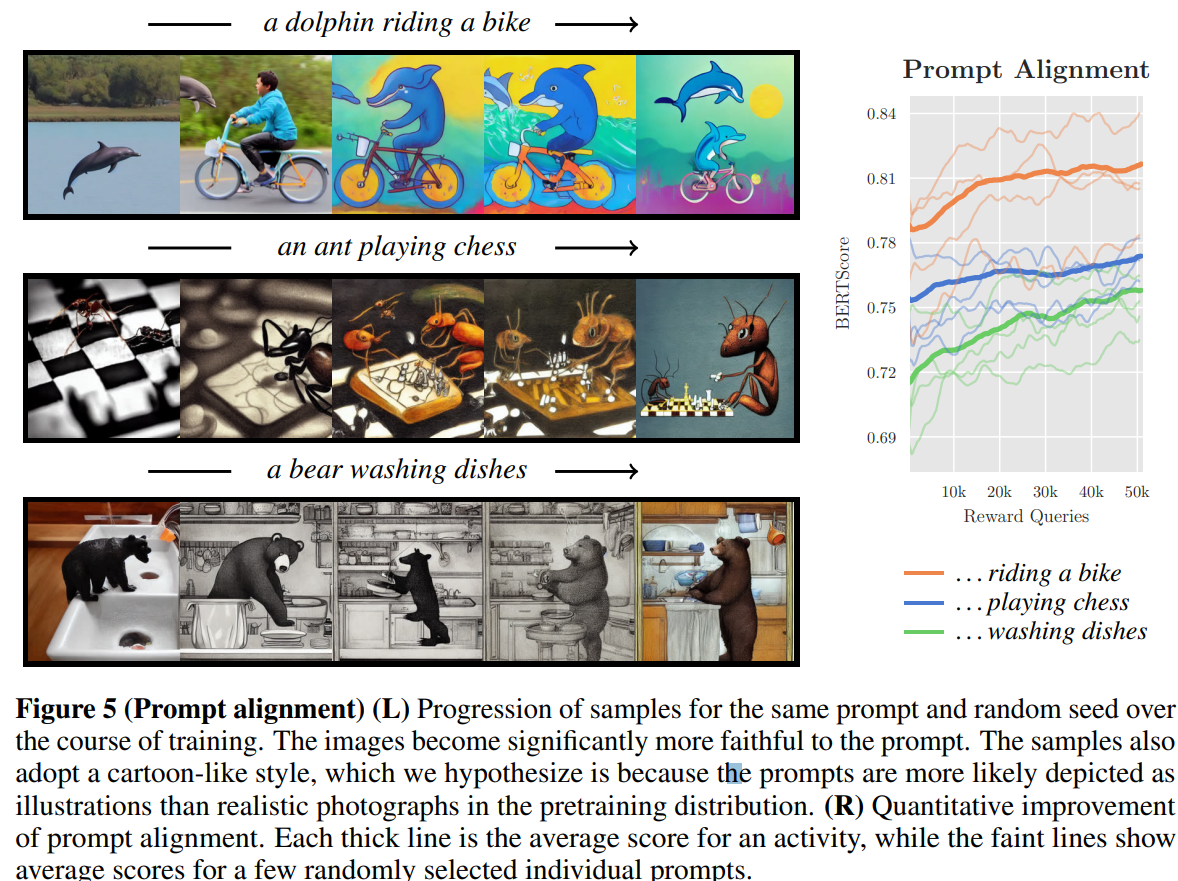 a dolphin riding a bike
an ant playing chess
a bear washing dishes
Prompt Alignment
0.84
0.81
0.78
0.75
0.72
0.69
BERTScore
10k 20k 30k 40k 50k
Reward Queries
...riding a bike
...playing chess
...washing dishes
Figure 5 (Prompt alignment) (L) Progression of samples for the same prompt and random seed over
the course of training. The images become significantly more faithful to the prompt. The samples also
adopt a cartoon-like style, which we hypothesize is because the prompts are more likely depicted as
illustrations than realistic photographs in the pretraining distribution. (R) Quantitative improvement
of prompt alignment. Each thick line is the average score for an activity, while the faint lines show
average scores for a few randomly selected individual prompts.